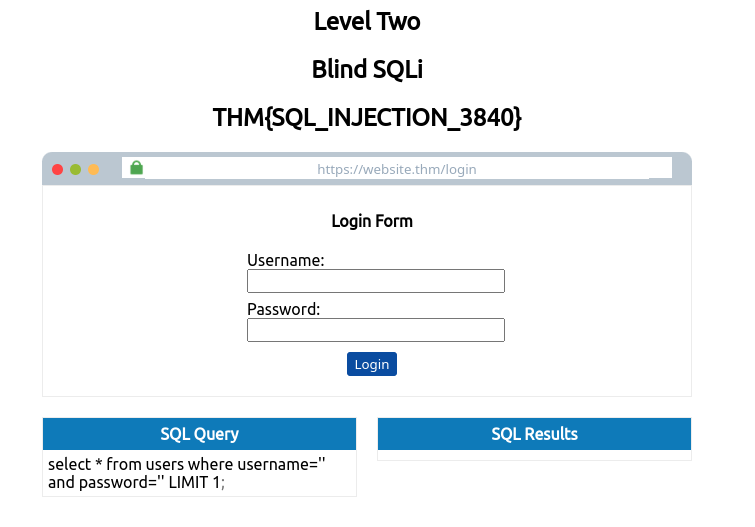 Level Two
Blind SQLi
THM{SQL_INJECTION_3840}
https://website.thm/login
Login Form
Username:
Password:
Login
SQL Query
SQL Results
select * from users where username=''
and password='' LIMIT 1;